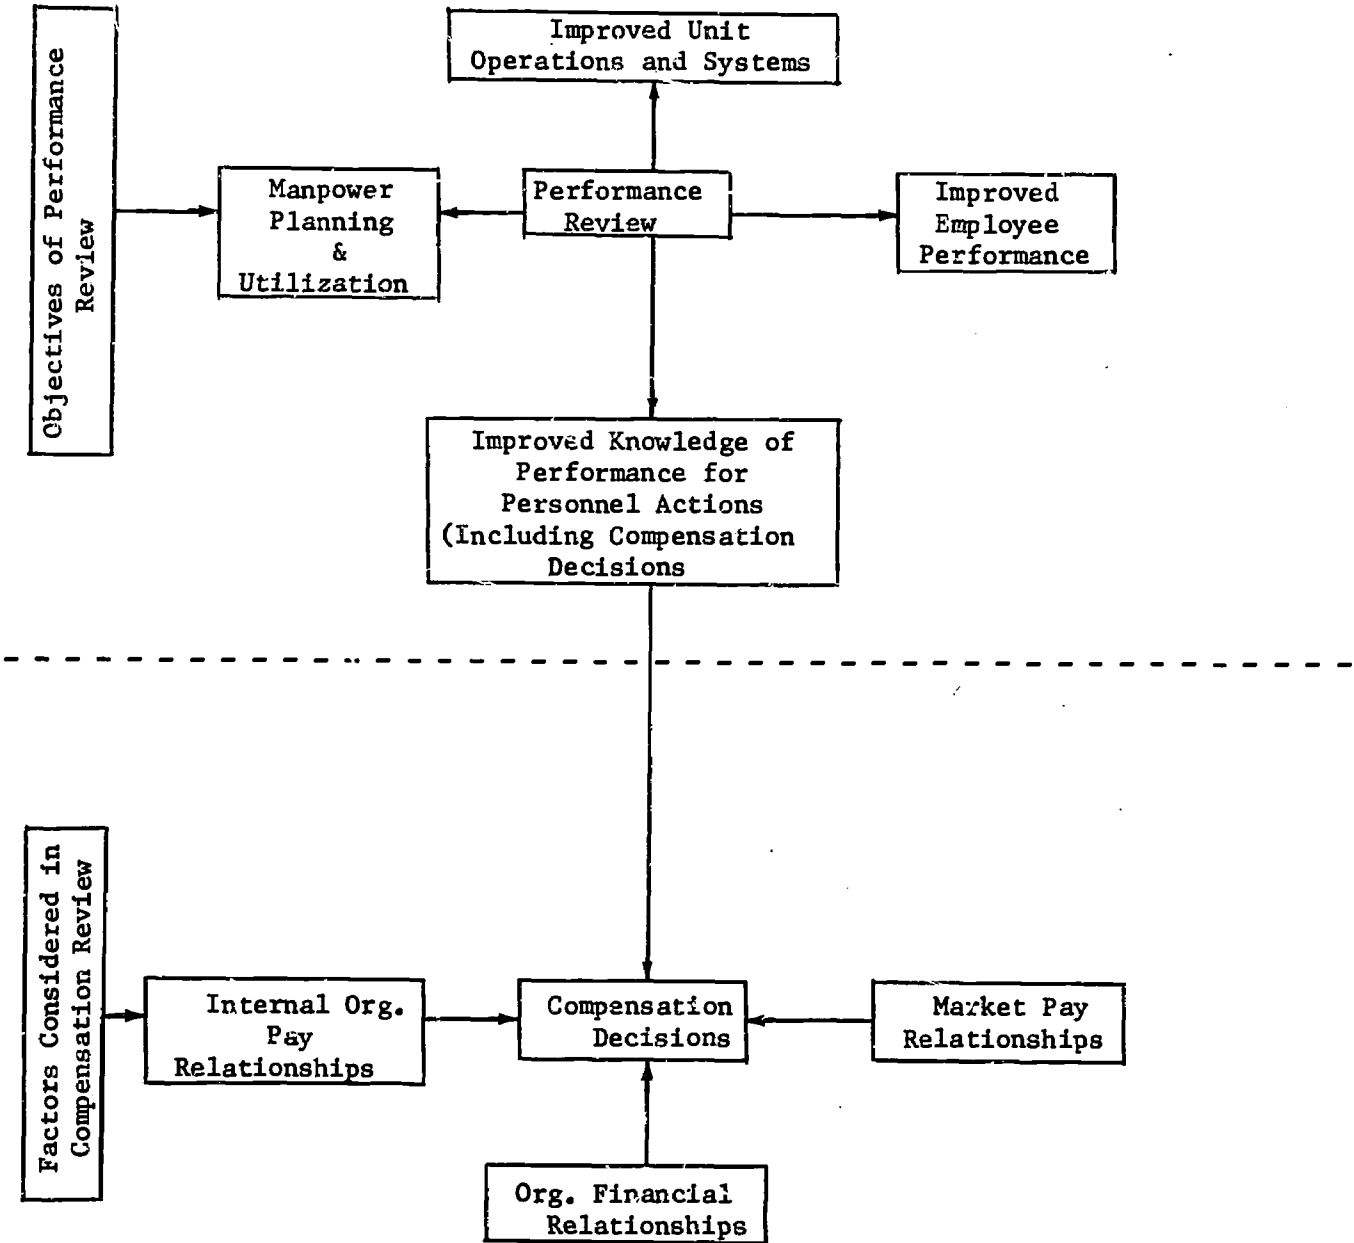 Improved Unit
Operations and Systems
Objectives of Performance
Review
Manpower
Planning
&
Utilization
Performance
Review
Improved
Employee
Performance
Improved Knowledge of
Performance for
Personnel Actions
(Including Compensation
Decisions
Factors Considered in
Compensation Review
Internal Org.
Pay
Relationships
Compensation
Decisions
Market Pay
Relationships
Org. Financial
Relationships